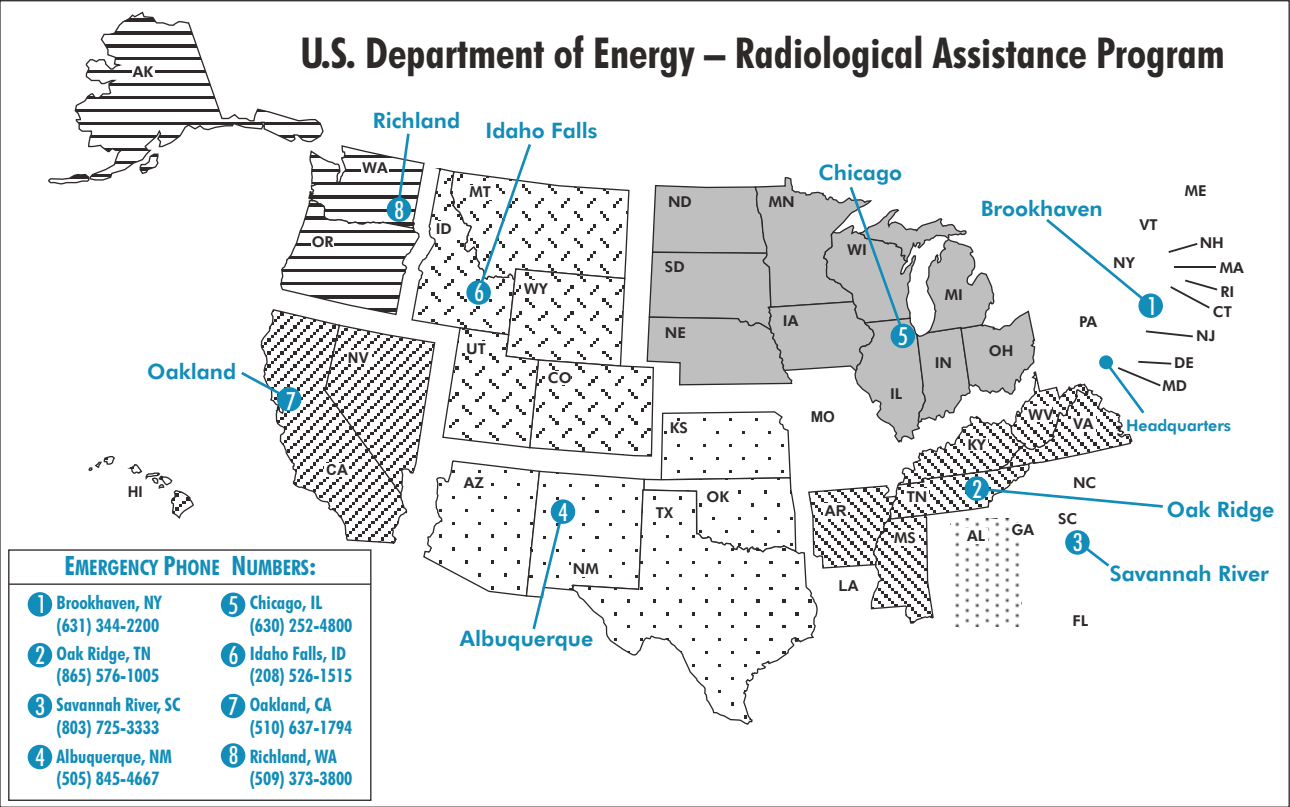 U.S. Department of Energy – Radiological Assistance Program
AK
Richland
Idaho Falls
Chicago
Brookhaven
WA
8
OR
MT
ID
6
WY
UT
CO
ND
MN
SD
WI
NE
IA
MI
5
IL
IN
OH
ME
VT
NH
NY
MA
RI
CT
1
PA
NJ
DE
MD
Headquarters
Oakland
7
NV
CA
HI
KS
MO
AZ
4
NM
TX
OK
Albuquerque
WV
VA
KY
TN
2
NC
Oak Ridge
AR
MS
LA
AL
GA
SC
3
Savannah River
FL
Emergency Phone Numbers:
1 Brookhaven, NY
(631) 344-2200
2 Oak Ridge, TN
(865) 576-1005
3 Savannah River, SC
(803) 725-3333
4 Albuquerque, NM
(505) 845-4667
5 Chicago, IL
(630) 252-4800
6 Idaho Falls, ID
(208) 526-1515
7 Oakland, CA
(510) 637-1794
8 Richland, WA
(509) 373-3800